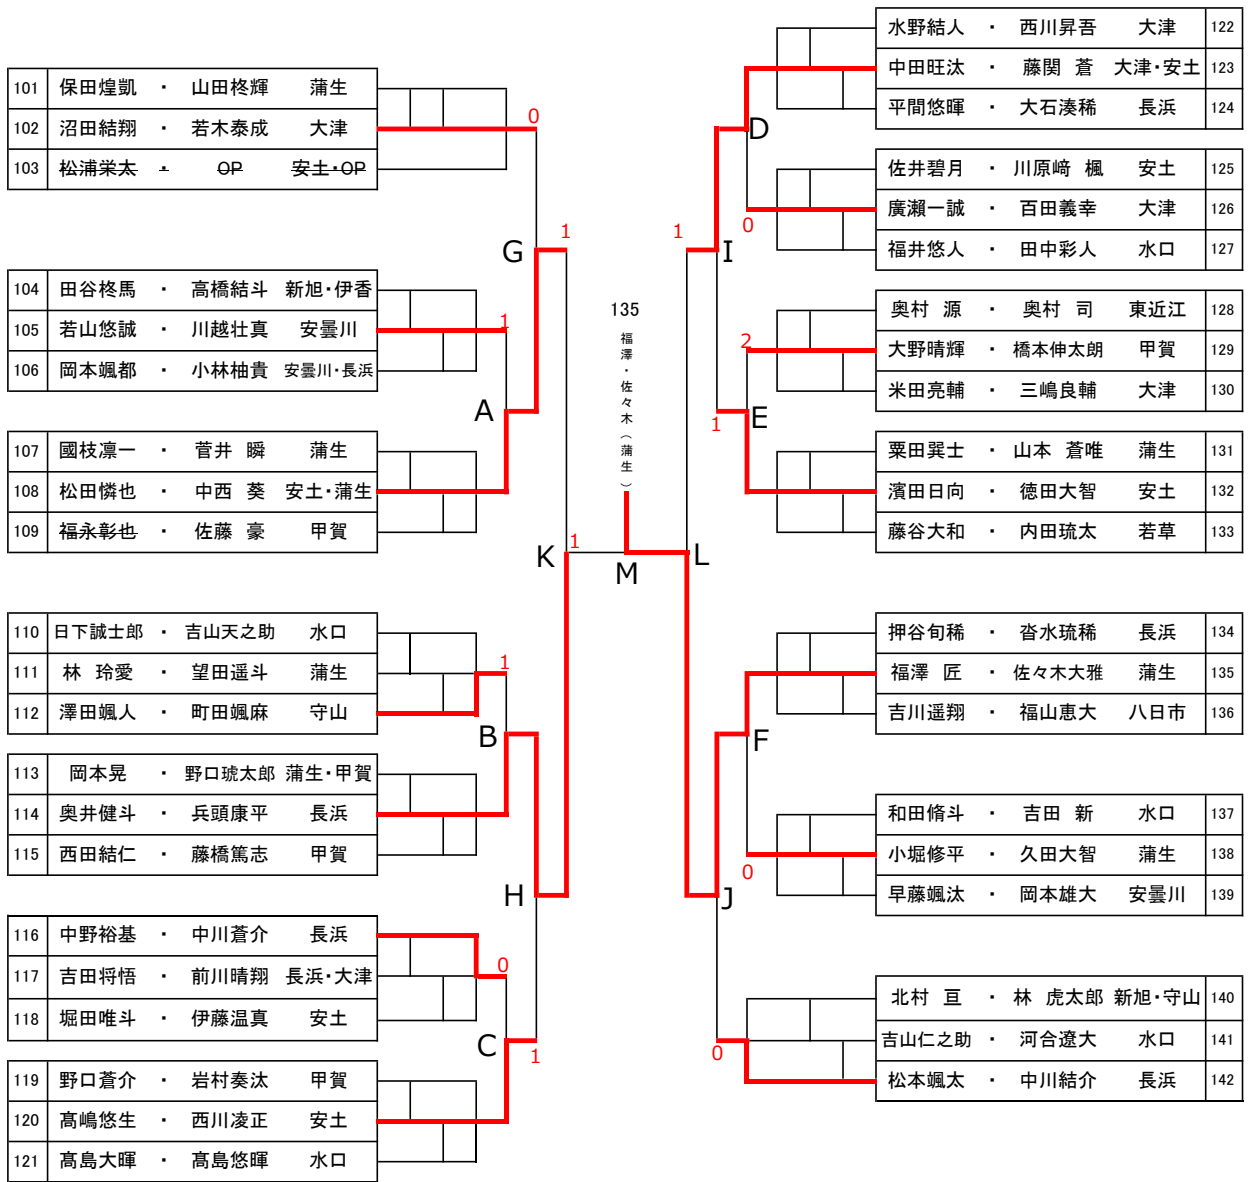 101 保田煌凱 ・ 山田柊輝 蒲生
102 沼田結翔 ・ 若木泰成 大津
103 松浦栄太 ・ OP 安土・OP
104 田谷柊馬 ・ 高橋結斗 新旭・伊香
105 若山悠誠 ・ 川越壮真 安曇川
106 岡本颯都 ・ 小林柚貴 安曇川・長浜
107 國枝凛一 ・ 菅井 瞬 蒲生
108 松田憐也 ・ 中西 葵 安土・蒲生
109 福永彰也 ・ 佐藤 豪 甲賀
110 日下誠士郎 ・ 吉山天之助 水口
111 林 玲愛 ・ 望田遥斗 蒲生
112 澤田颯人 ・ 町田颯麻 守山
113 岡本晃 ・ 野口琥太郎 蒲生・甲賀
114 奥井健斗 ・ 兵頭康平 長浜
115 西田結仁 ・ 藤橋篤志 甲賀
116 中野裕基 ・ 中川蒼介 長浜
117 吉田将悟 ・ 前川晴翔 長浜・大津
118 堀田唯斗 ・ 伊藤温真 安土
119 野口蒼介 ・ 岩村奏汰 甲賀
120 髙嶋悠生 ・ 西川凌正 安土
121 髙島大暉 ・ 髙島悠暉 水口
0
1
G
1
A
K
1
1
B
H
0
C
1
135
福澤・佐々木（蒲生）
M
D
1
I
0
2
1
E
L
F
0
J
0
水野結人 ・ 西川昇吾 大津 122
中田旺汰 ・ 藤関 蒼 大津・安土 123
平間悠暉 ・ 大石湊稀 長浜 124
佐井碧月 ・ 川原﨑 楓 安土 125
廣瀬一誠 ・ 百田義幸 大津 126
福井悠人 ・ 田中彩人 水口 127
奥村 源 ・ 奥村 司 東近江 128
大野晴輝 ・ 橋本伸太朗 甲賀 129
米田亮輔 ・ 三嶋良輔 大津 130
粟田巽士 ・ 山本 蒼唯 蒲生 131
濱田日向 ・ 徳田大智 安土 132
藤谷大和 ・ 内田琉太 若草 133
押谷旬稀 ・ 沓水琉稀 長浜 134
福澤 匠 ・ 佐々木大雅 蒲生 135
吉川遥翔 ・ 福山恵大 八日市 136
和田脩斗 ・ 吉田 新 水口 137
小堀修平 ・ 久田大智 蒲生 138
早藤颯汰 ・ 岡本雄大 安曇川 139
北村 亘 ・ 林 虎太郎 新旭・守山 140
吉山仁之助 ・ 河合遼大 水口 141
松本颯太 ・ 中川結介 長浜 142